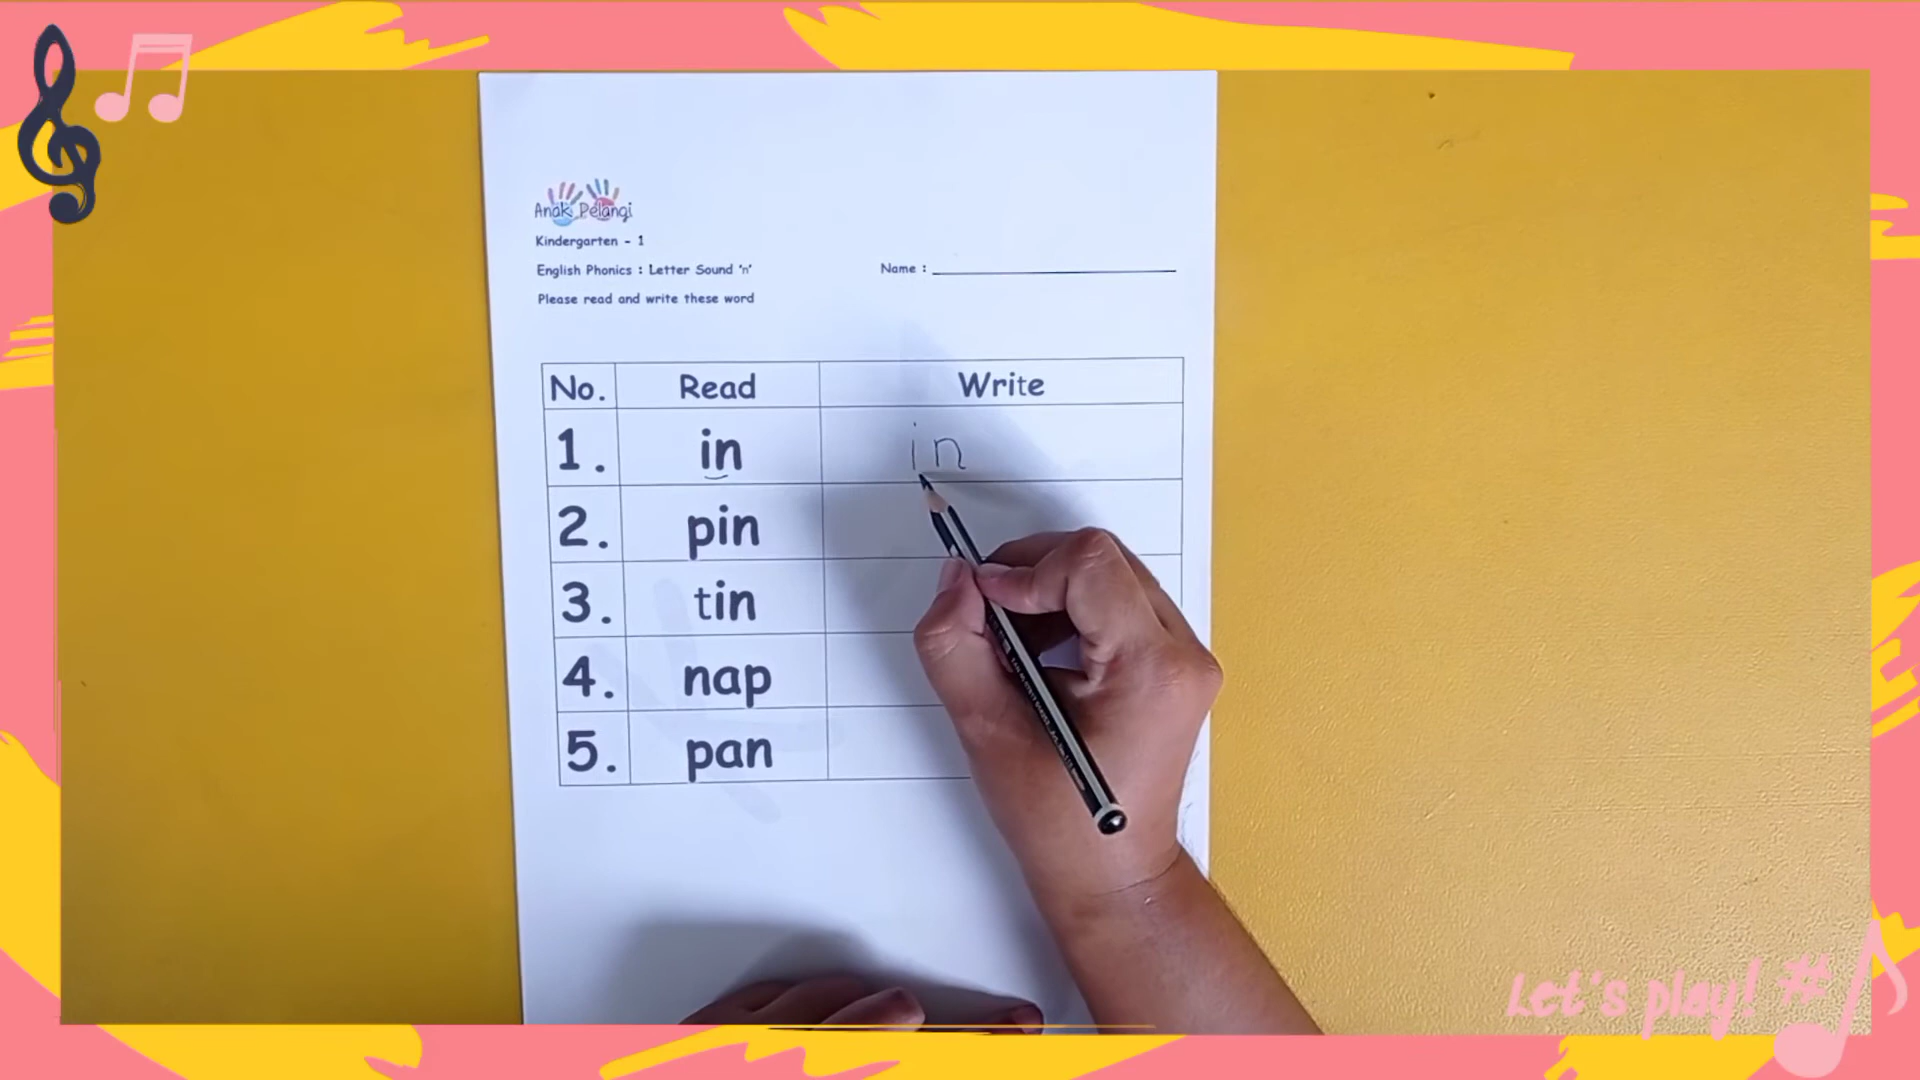 Anak Pelangi
Kindergarten - 1
English Phonics : Letter Sound 'n'
Name :
Please read and write these word
No. Read Write
1. in in
2. pin
3. tin
4. nap
5. pan
Let's play!